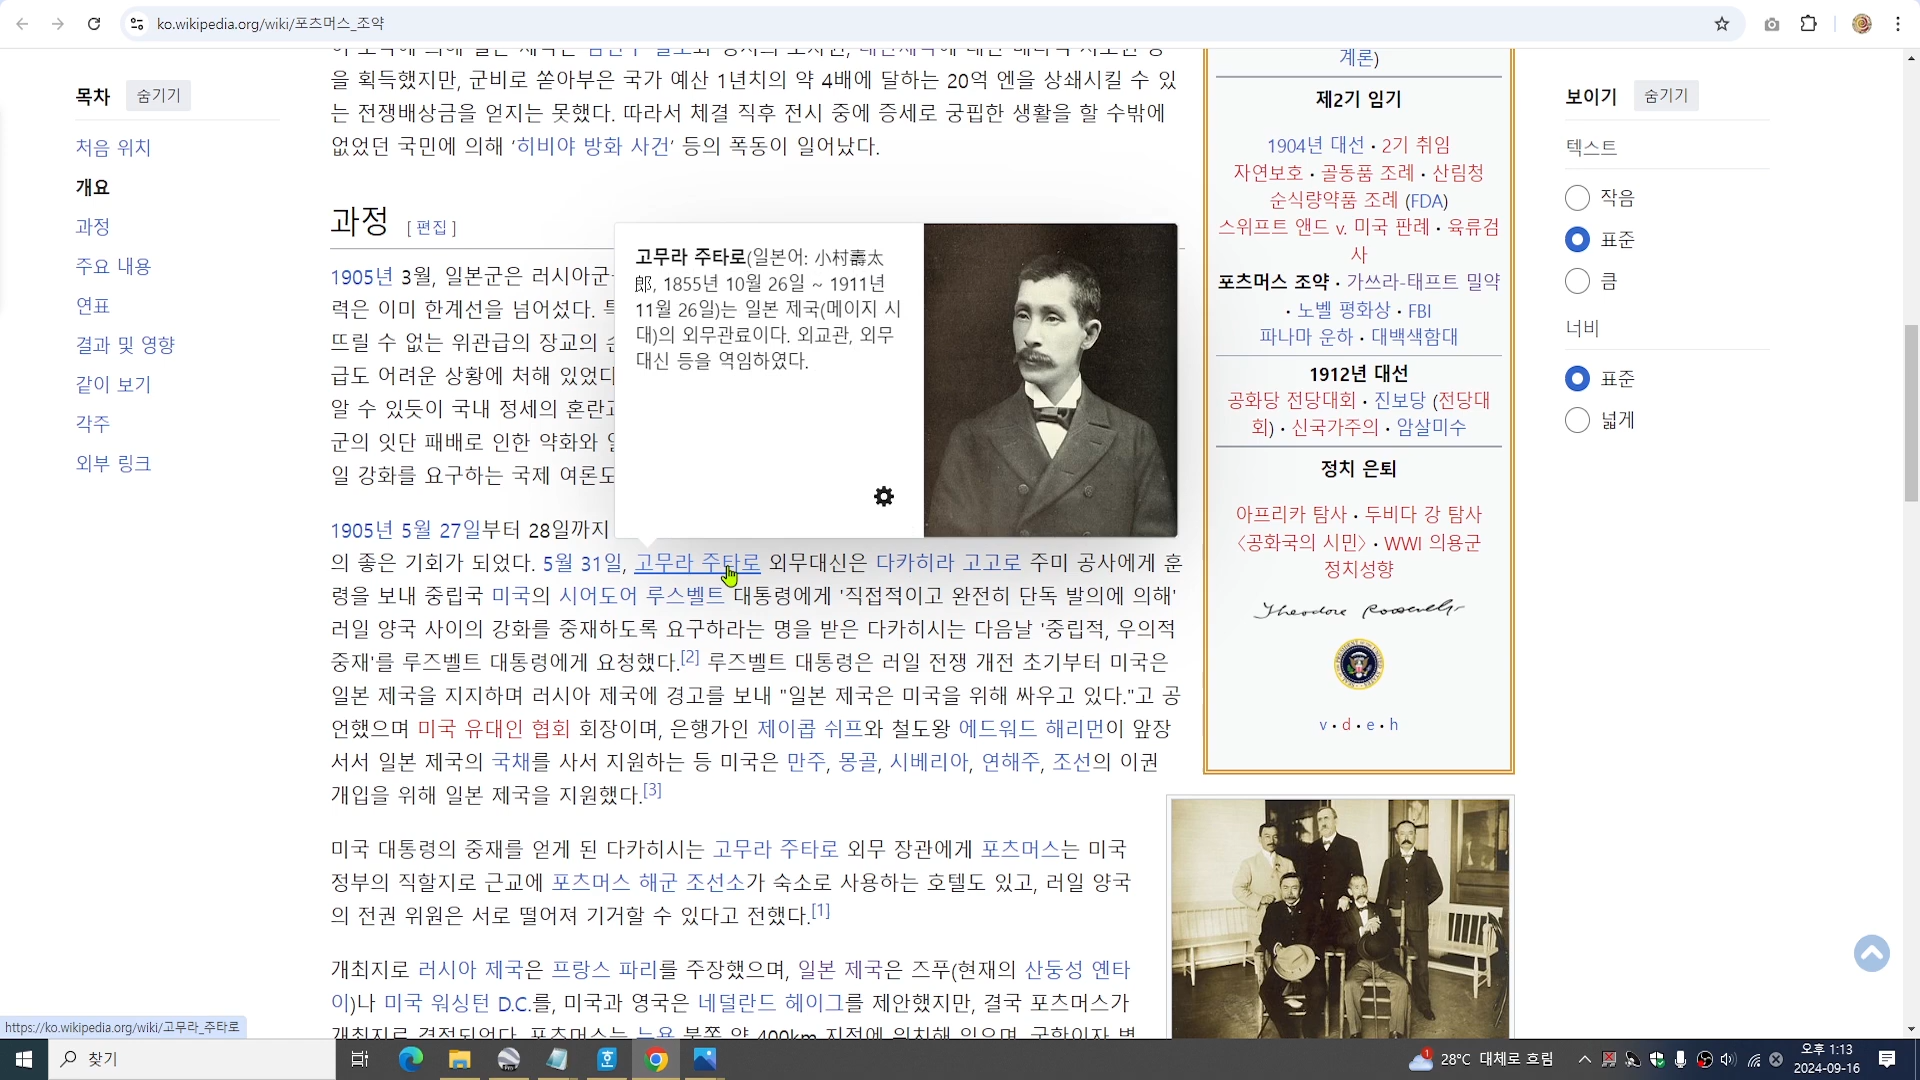 ko.wikipedia.org/wiki/포츠머스_조약
목차 숨기기
처음 위치
개요
과정
주요 내용
연표
결과 및 영향
같이 보기
각주
외부 링크
을 획득했지만, 군비로 쏟아부은 국가 예산 1년치의 약 4배에 달하는 20억 엔을 상쇄시킬 수 있
는 전쟁배상금을 얻지는 못했다. 따라서 체결 직후 전시 중에 증세로 궁핍한 생활을 할 수밖에
없었던 국민에 의해 ‘히비야 방화 사건’ 등의 폭동이 일어났다.
과정 [ 편집 ]
1905년 3월, 일본군은 러시아군
력은 이미 한계선을 넘어섰다.
뜨릴 수 없는 위관급의 장교의
급도 어려운 상황에 처해 있었다
알 수 있듯이 국내 정세의 혼란
군의 잇단 패배로 인한 약화와
일 강화를 요구하는 국제 여론도
고무라 주타로(일본어: 小村壽太
郎, 1855년 10월 26일 ~ 1911년
11월 26일)는 일본 제국(메이지 시
대)의 외무관료이다. 외교관, 외무
대신 등을 역임하였다.
1905년 5월 27일부터 28일까지
의 좋은 기회가 되었다. 5월 31일, 고무라 주타로 외무대신은 다카히라 고고로 주미 공사에게 훈
령을 보내 중립국 미국의 시어도어 루스벨트 대통령에게 '직접적이고 완전히 단독 발의에 의해'
러일 양국 사이의 강화를 중재하도록 요구하라는 명을 받은 다카히시는 다음날 '중립적, 우의적
중재'를 루즈벨트 대통령에게 요청했다.[2] 루즈벨트 대통령은 러일 전쟁 개전 초기부터 미국은
일본 제국을 지지하며 러시아 제국에 경고를 보내 "일본 제국은 미국을 위해 싸우고 있다."고 공
언했으며 미국 유대인 협회 회장이며, 은행가인 제이콥 쉬프와 철도왕 에드워드 해리먼이 앞장
서서 일본 제국의 국채를 사서 지원하는 등 미국은 만주, 몽골, 시베리아, 연해주, 조선의 이권
개입을 위해 일본 제국을 지원했다.[3]
미국 대통령의 중재를 얻게 된 다카히시는 고무라 주타로 외무 장관에게 포츠머스는 미국
정부의 직할지로 근교에 포츠머스 해군 조선소가 숙소로 사용하는 호텔도 있고, 러일 양국
의 전권 위원은 서로 떨어져 기거할 수 있다고 전했다.[1]
개최지로 러시아 제국은 프랑스 파리를 주장했으며, 일본 제국은 즈푸(현재의 산둥성 옌타
이)나 미국 워싱턴 D.C.를, 미국과 영국은 네덜란드 헤이그를 제안했지만, 결국 포츠머스가
개최지로 결정되었다. 포츠머스는 뉴욕 북쪽 약 400km 지점에 위치해 있으며, 군항이자
계론)
제2기 임기
1904년 대선 • 2기 취임
자연보호 • 골동품 조례 • 산림청
순식량약품 조례 (FDA)
스위프트 앤드 v. 미국 판례 • 육류검
사
포츠머스 조약 • 가쓰라-태프트 밀약
• 노벨 평화상 • FBI
파나마 운하 • 대백색함대
1912년 대선
공화당 전당대회 • 진보당 (전당대
회) • 신국가주의 • 암살미수
정치 은퇴
아프리카 탐사 • 두비다 강 탐사
〈공화국의 시민〉 • WWI 의용군
정치성향
Theodore Roosevelt
v • d • e • h
보이기 숨기기
텍스트
작음
표준
큼
너비
표준
넓게
https://ko.wikipedia.org/wiki/고무라_주타로
찾기
28°C 대체로 흐림
오후 1:13
2024-09-16